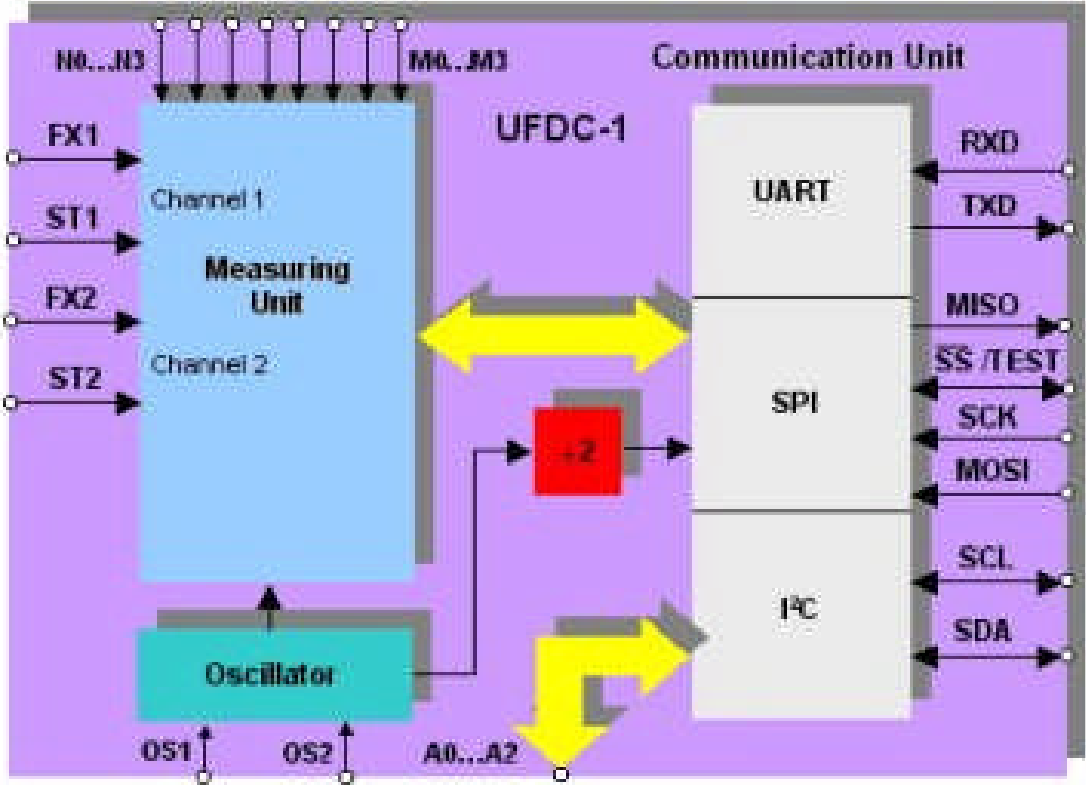 N0...N3
M0...M3
Communication Unit
UFDC-1
FX1
ST1
FX2
ST2
Channel 1
Measuring
Unit
Channel 2
UART
SPI
I²C
RXD
TXD
MISO
S̅S̅ /TEST
SCK
MOSI
SCL
SDA
÷2
Oscillator
OS1
OS2
A0...A2